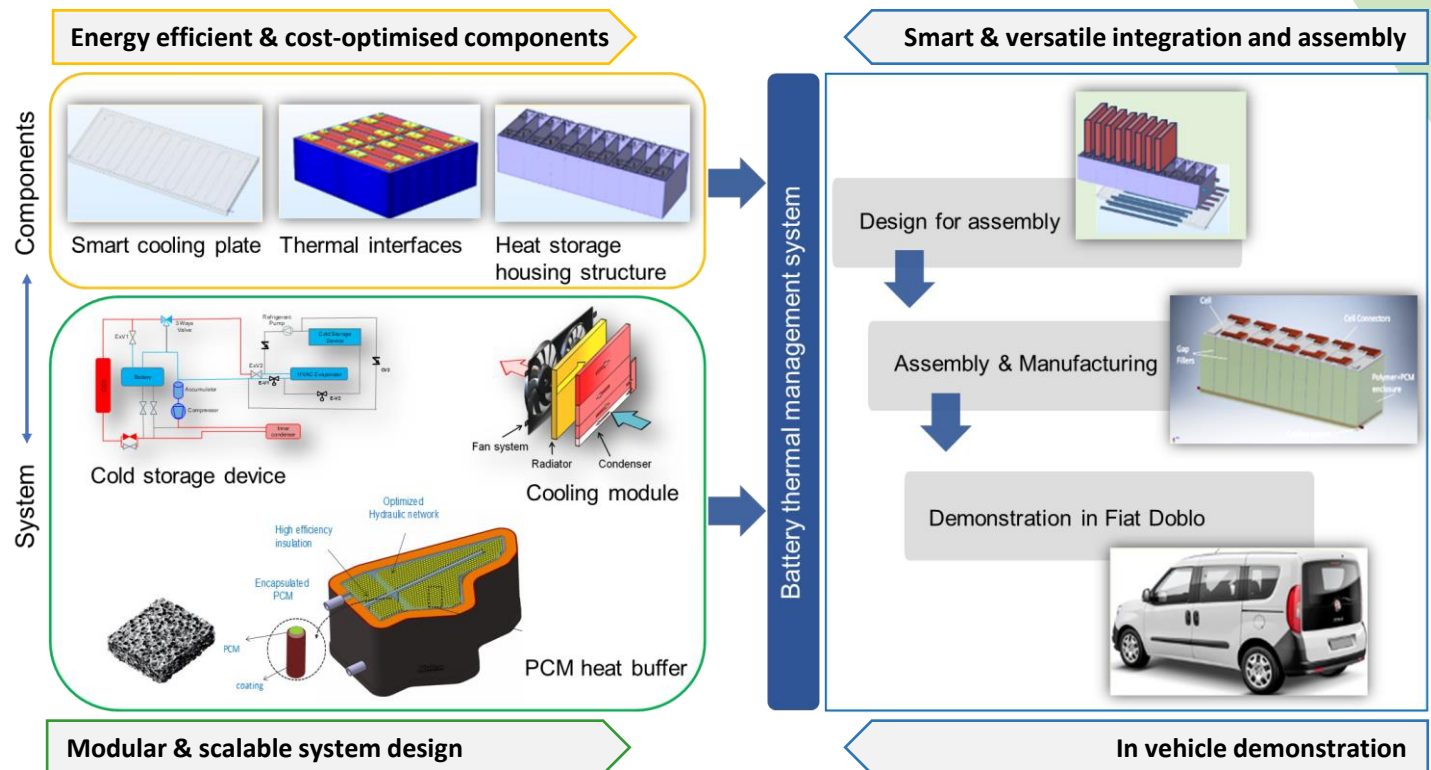 Energy efficient & cost-optimised components
Smart & versatile integration and assembly
Components
Smart cooling plate
Thermal interfaces
Heat storage
housing structure
System
ExV1
3 Ways
Valve
Refrigerant
Pump
Cold Storage
Device
ExV2
HVAC Evaporator
Battery
Accumulator
Compressor
Inner
condenser
Cold storage device
Fan system
Radiator
Condenser
Cooling module
Optimized
Hydraulic network
High efficiency
insulation
Encapsulated
PCM
PCM
coating
PCM heat buffer
Battery thermal management system
Design for assembly
Assembly & Manufacturing
Cell
Cell Connectors
Gap
Fillers
Polymer+PCM
enclosure
Demonstration in Fiat Doblo
Modular & scalable system design
In vehicle demonstration